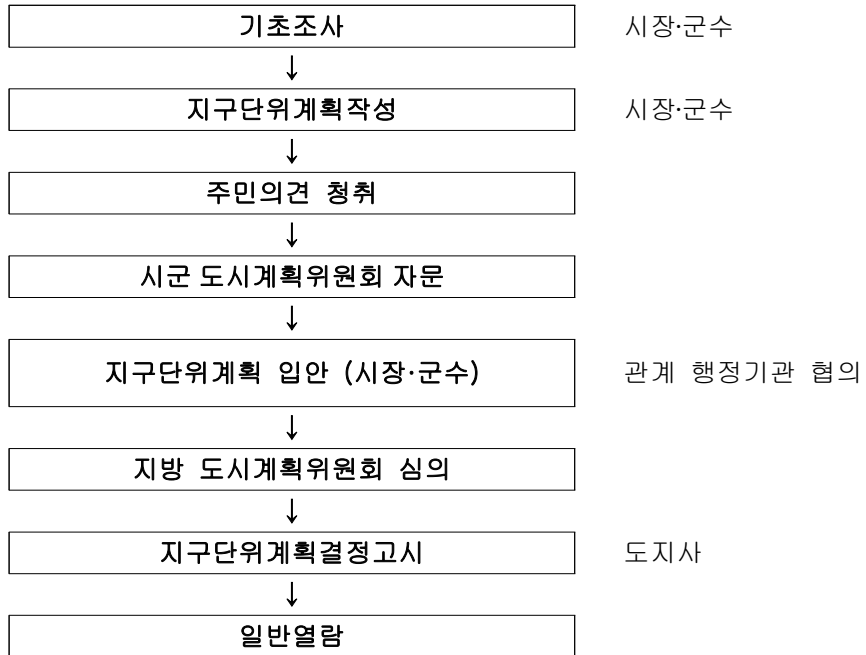 기초조사 시장·군수
↓
지구단위계획작성 시장·군수
↓
주민의견 청취
↓
시군 도시계획위원회 자문
↓
지구단위계획 입안 (시장·군수) 관계 행정기관 협의
↓
지방 도시계획위원회 심의
↓
지구단위계획결정고시 도지사
↓
일반열람